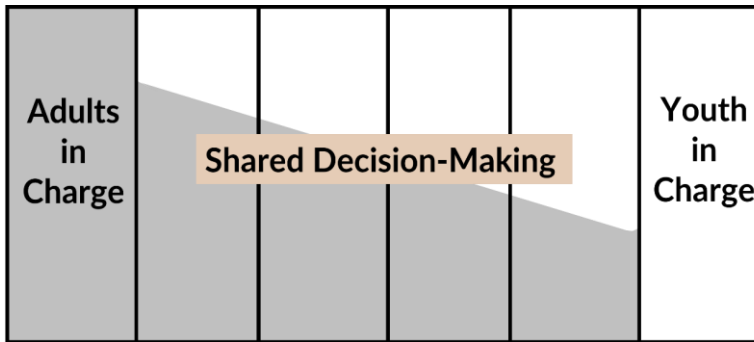 Adults
in
Charge
Shared Decision-Making
Youth
in
Charge